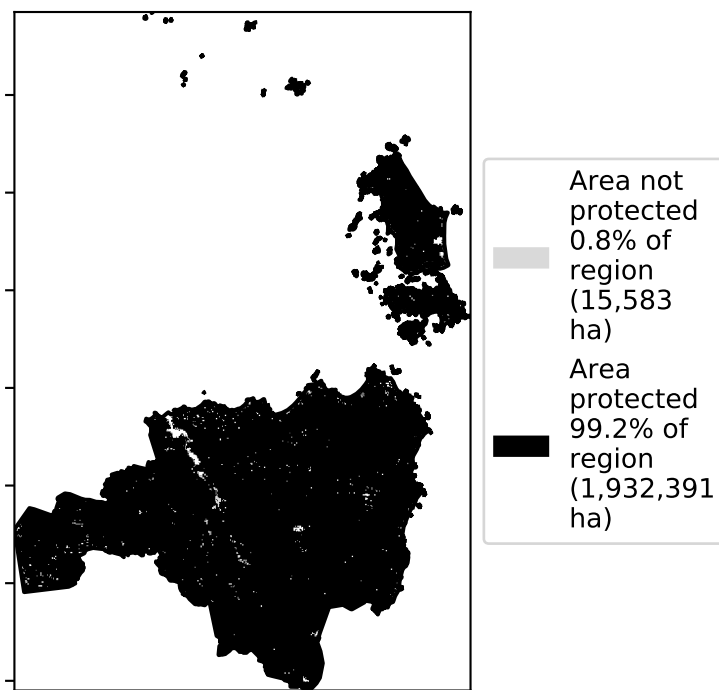 Area not
protected
0.8% of
region
(15,583
ha)
Area
protected
99.2% of
region
(1,932,391
ha)